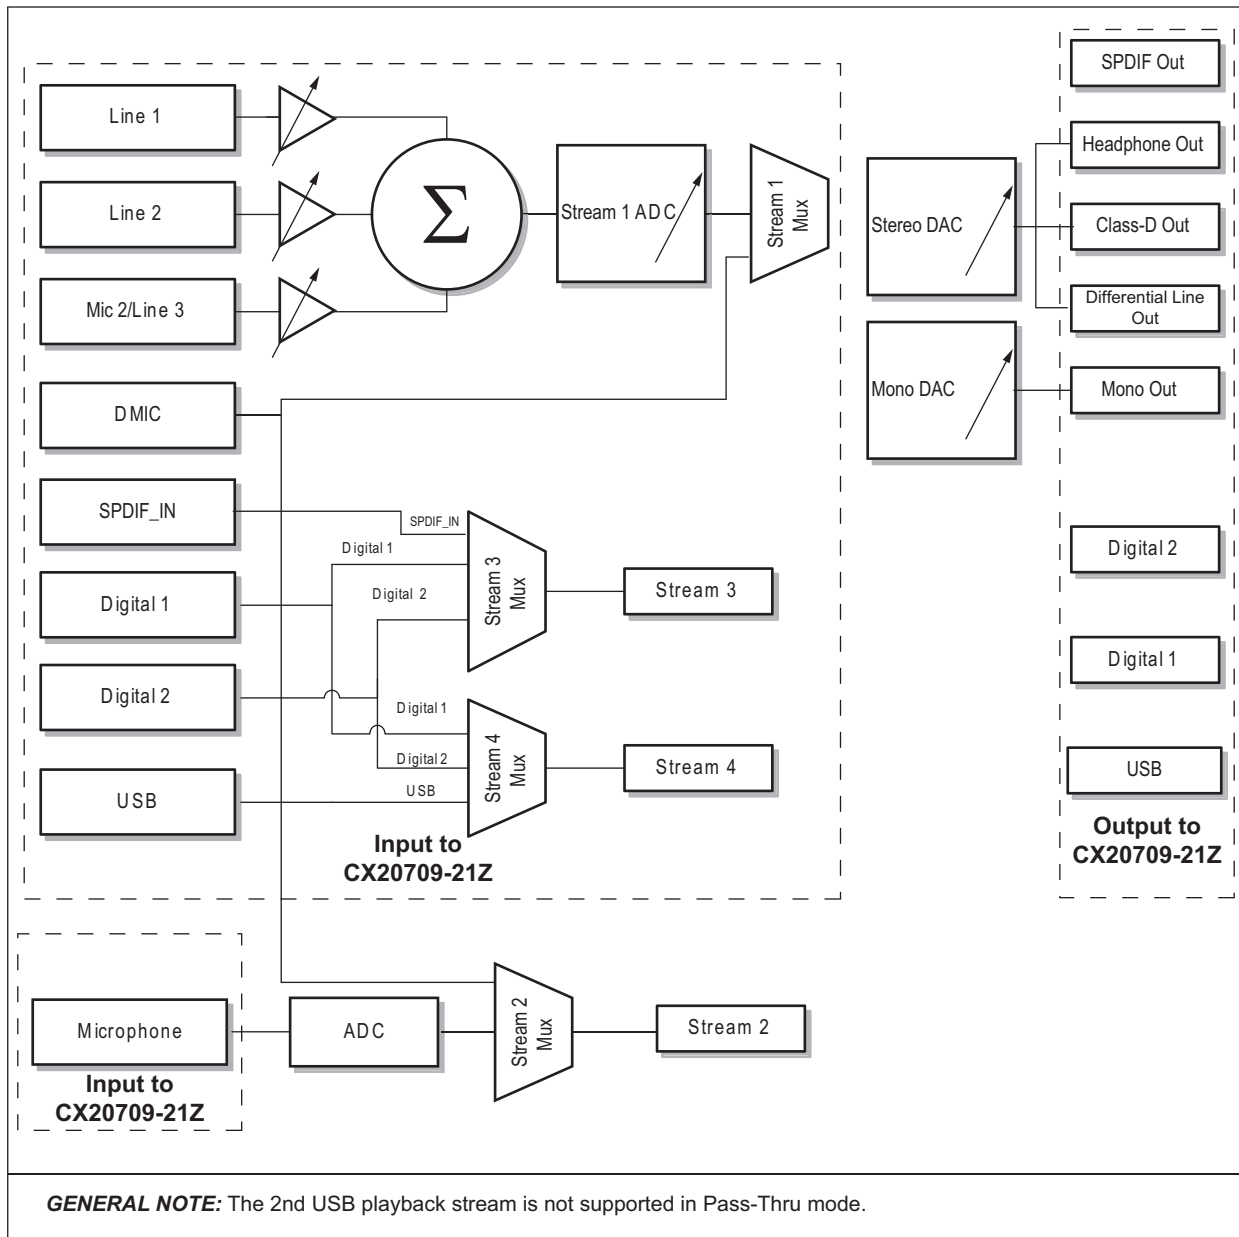 SPDIF Out
Line 1
Headphone Out
Line 2
Σ
Stream 1 ADC
Stream 1
Mux
Stereo DAC
Class-D Out
Mic 2/Line 3
Differential Line
Out
DMIC
Mono DAC
Mono Out
SPDIF_IN
SPDIF_IN
Digital 1
Digital 2
Digital 1
Digital 2
Stream 3
Mux
Stream 3
Digital 2
Digital 1
Digital 1
Digital 2
USB
USB
Stream 4
Mux
Stream 4
USB
Input to
CX20709-21Z
Output to
CX20709-21Z
Microphone
ADC
Stream 2
Mux
Stream 2
Input to
CX20709-21Z
GENERAL NOTE: The 2nd USB playback stream is not supported in Pass-Thru mode.